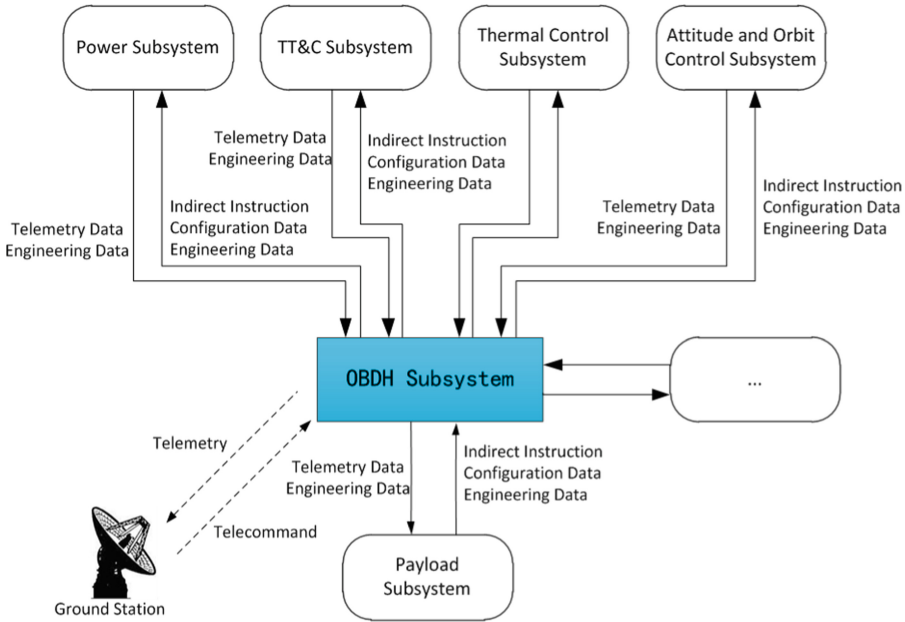 Power Subsystem
TT&C Subsystem
Thermal Control
Subsystem
Attitude and Orbit
Control Subsystem
Telemetry Data
Engineering Data
Indirect Instruction
Configuration Data
Engineering Data
Telemetry Data
Engineering Data
Indirect Instruction
Configuration Data
Engineering Data
Telemetry Data
Engineering Data
Indirect Instruction
Configuration Data
Engineering Data
OBDH Subsystem
...
Telemetry
Telecommand
Telemetry Data
Engineering Data
Indirect Instruction
Configuration Data
Engineering Data
Payload
Subsystem
Ground Station